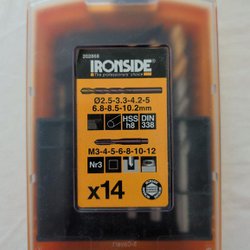 202868
IRONSIDE®
The professionals' choice
Ø2.5-3.3-4.2-5
6.8-8.5-10.2mm
HSS
h8
DIN
338
M3-4-5-6-8-10-12
Nr3
x14